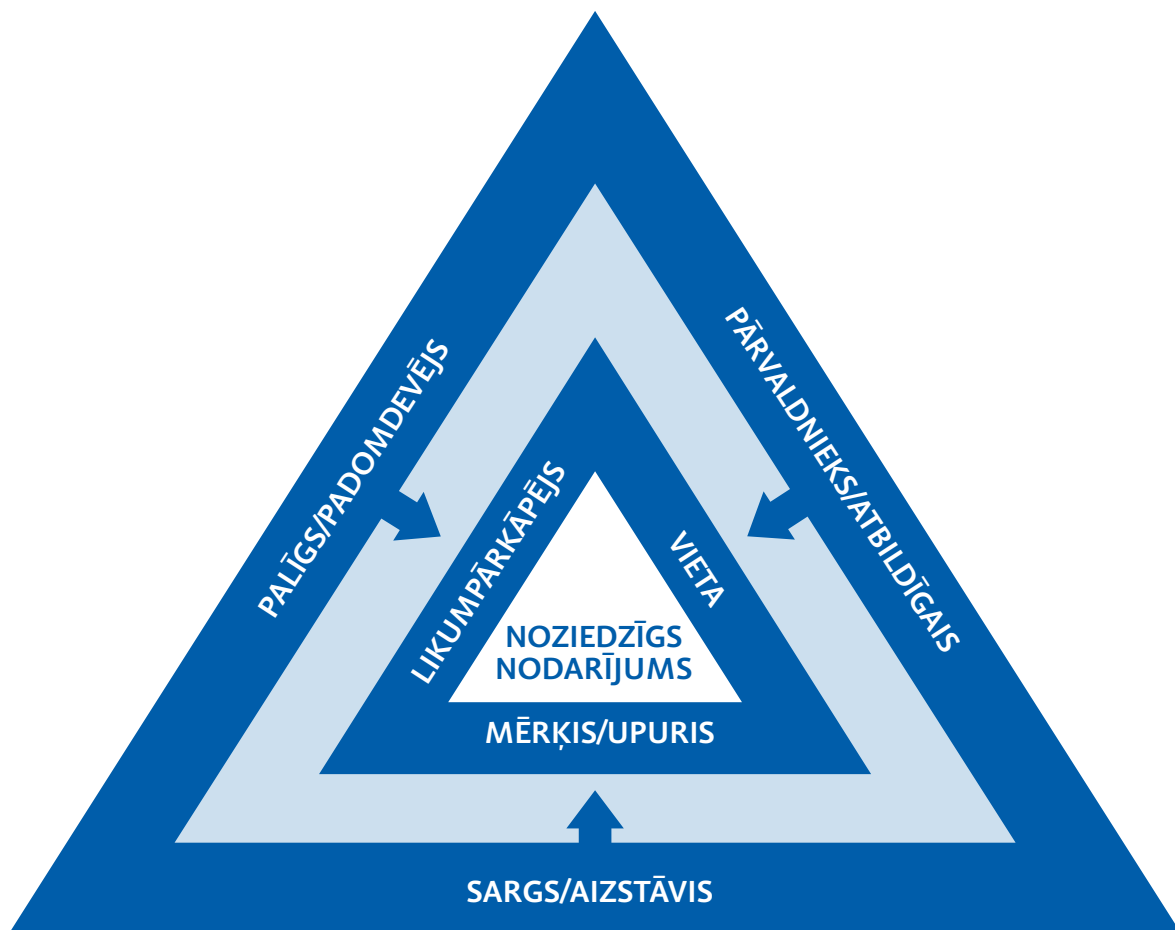 PALĪGS/PADOMDEVĒJS
PĀRVALDNIEKS/ATBILDĪGAIS
LIKUMPĀRKĀPĒJS
VIETA
NOZIEDZĪGS
NODARĪJUMS
MĒRĶIS/UPURIS
SARGS/AIZSTĀVIS